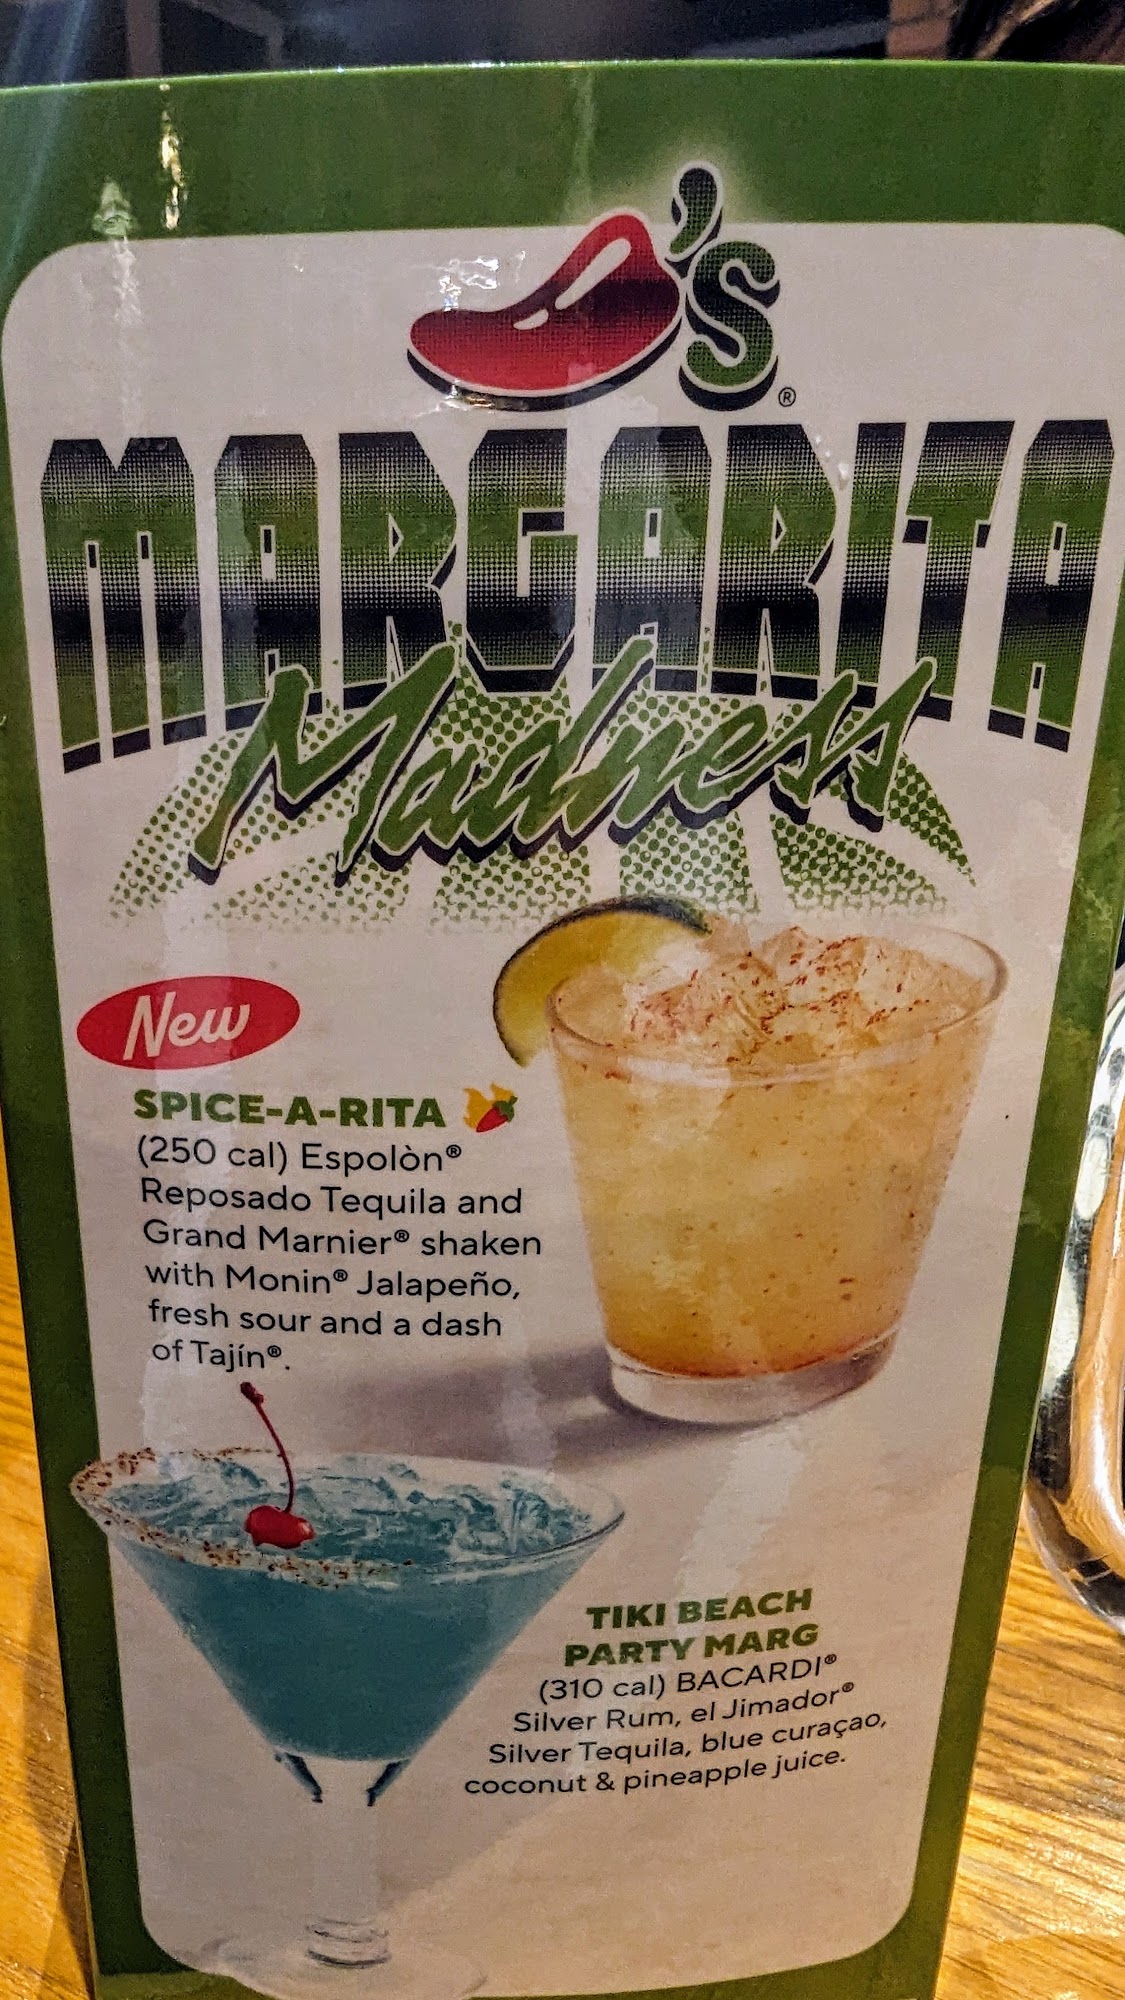 's®
MARGARITA
Madness
New
SPICE-A-RITA
(250 cal) Espolòn®
Reposado Tequila and
Grand Marnier® shaken
with Monin® Jalapeño,
fresh sour and a dash
of Tajín®.
TIKI BEACH
PARTY MARG
(310 cal) BACARDI®
Silver Rum, el Jimador®
Silver Tequila, blue curaçao,
coconut & pineapple juice.